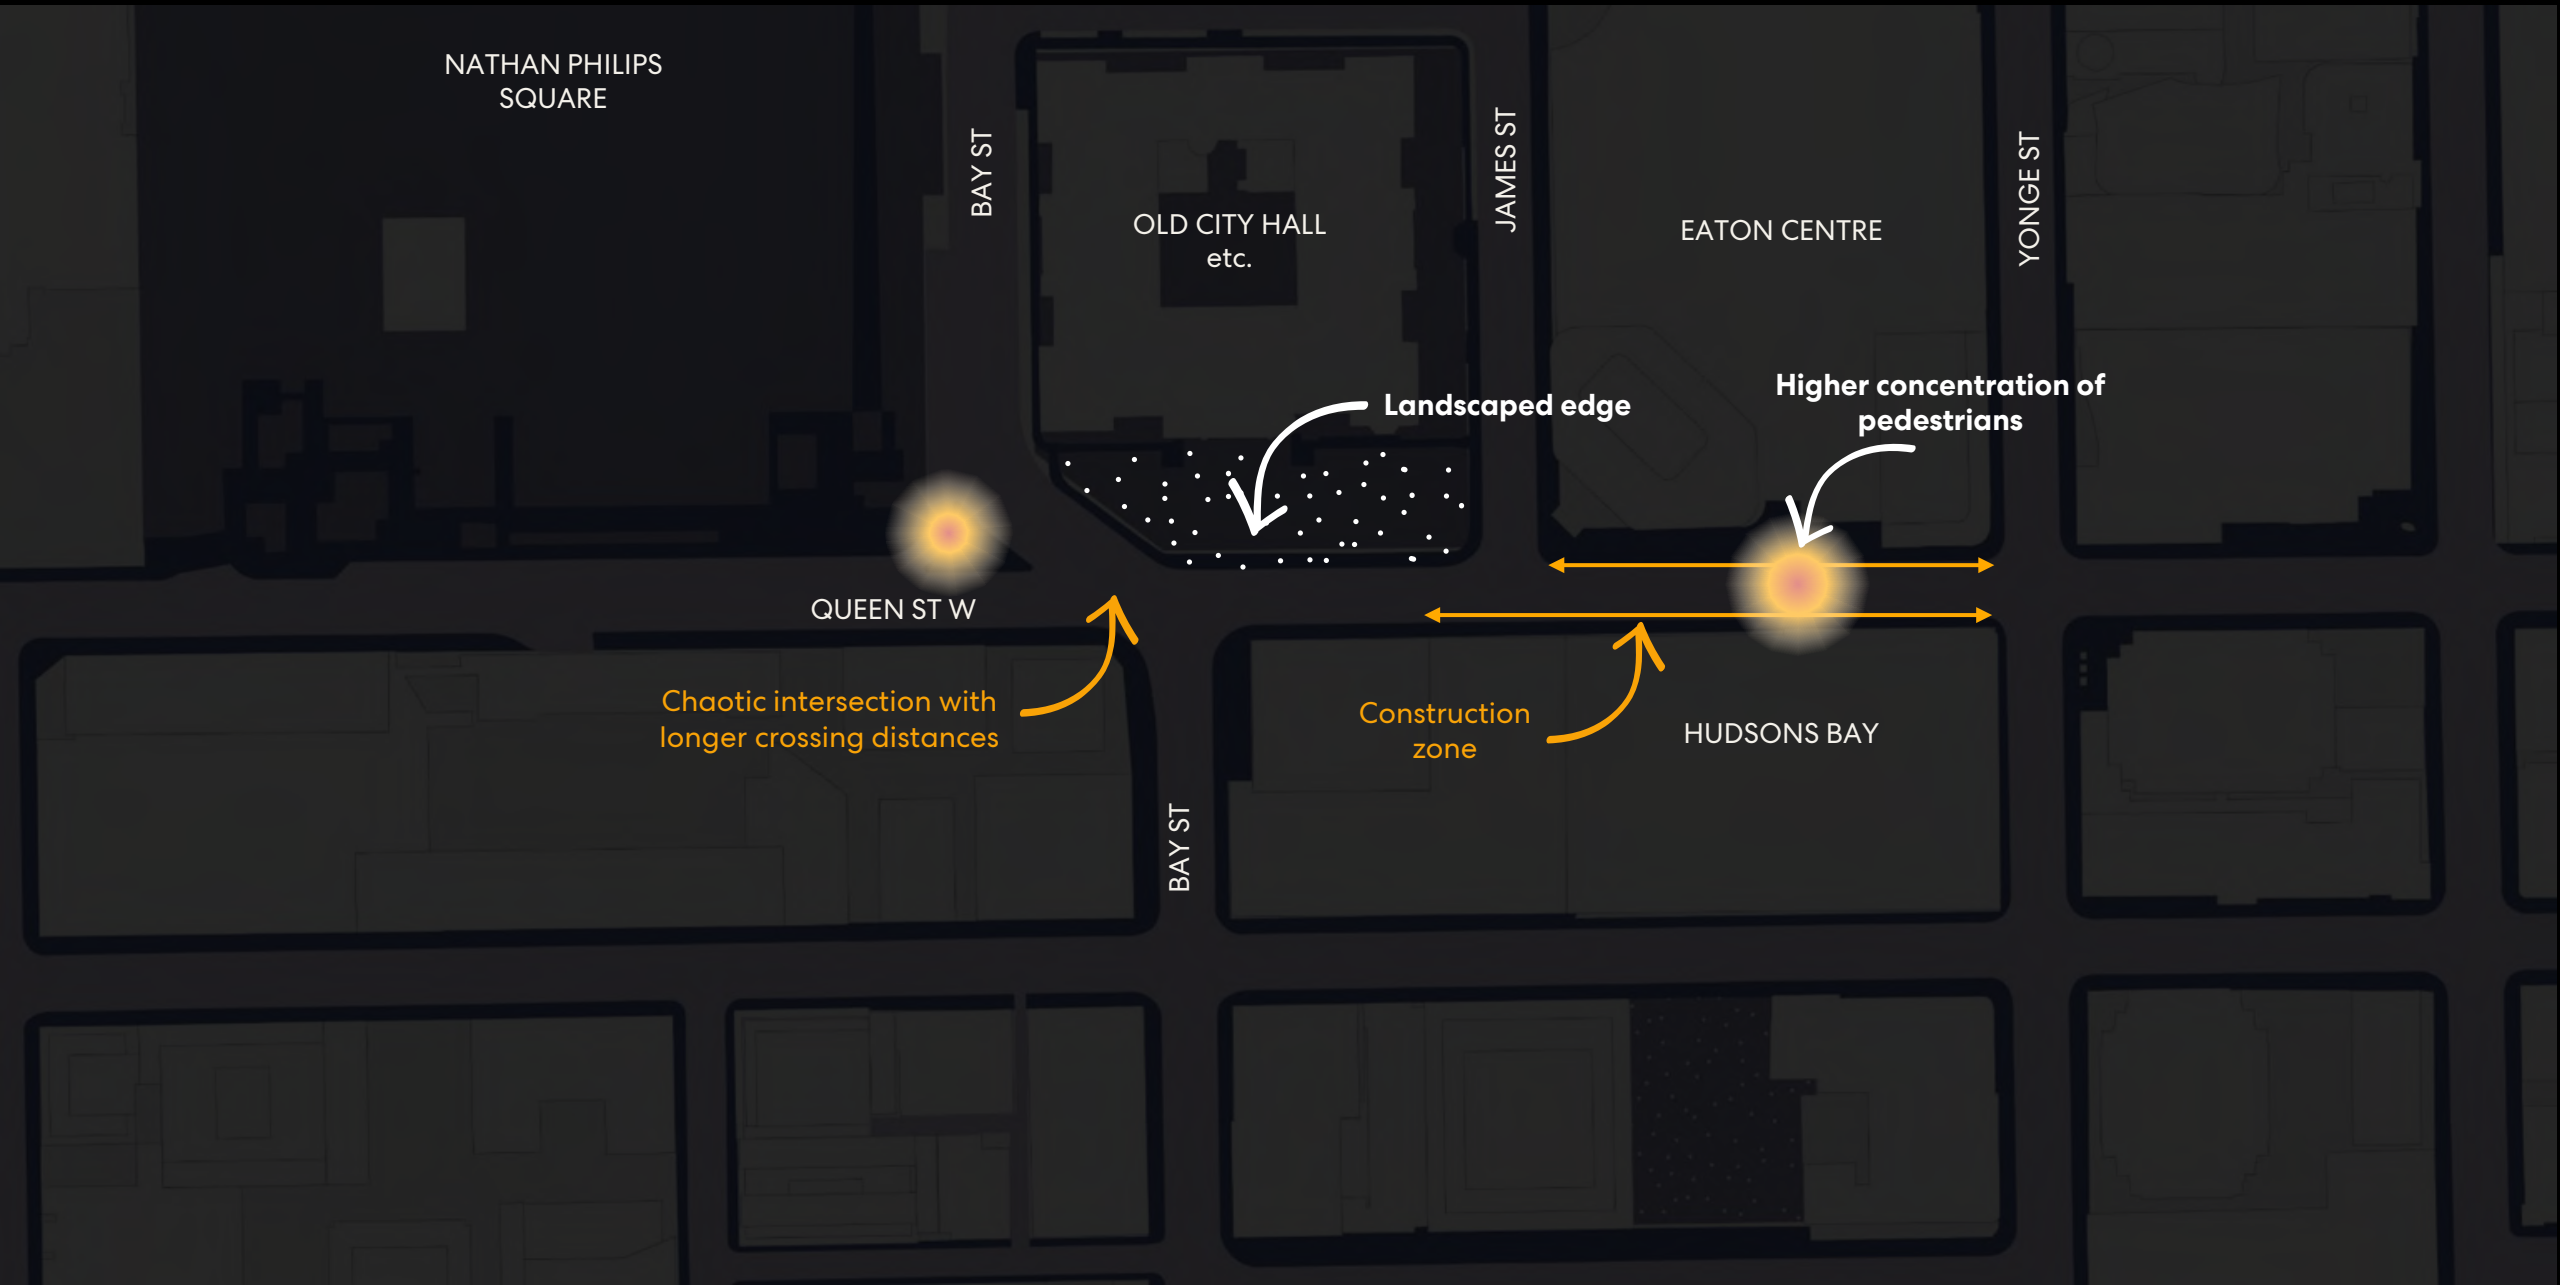 NATHAN PHILIPS
SQUARE
BAY ST
OLD CITY HALL
etc.
JAMES ST
EATON CENTRE
YONGE ST
Landscaped edge
Higher concentration of
pedestrians
QUEEN ST W
Chaotic intersection with
longer crossing distances
Construction
zone
HUDSONS BAY
BAY ST